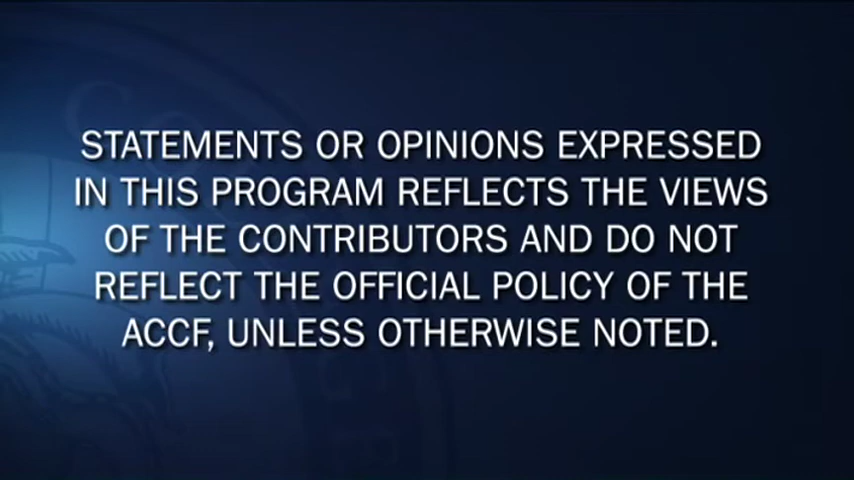 STATEMENTS OR OPINIONS EXPRESSED
IN THIS PROGRAM REFLECTS THE VIEWS
OF THE CONTRIBUTORS AND DO NOT
REFLECT THE OFFICIAL POLICY OF THE
ACCF, UNLESS OTHERWISE NOTED.